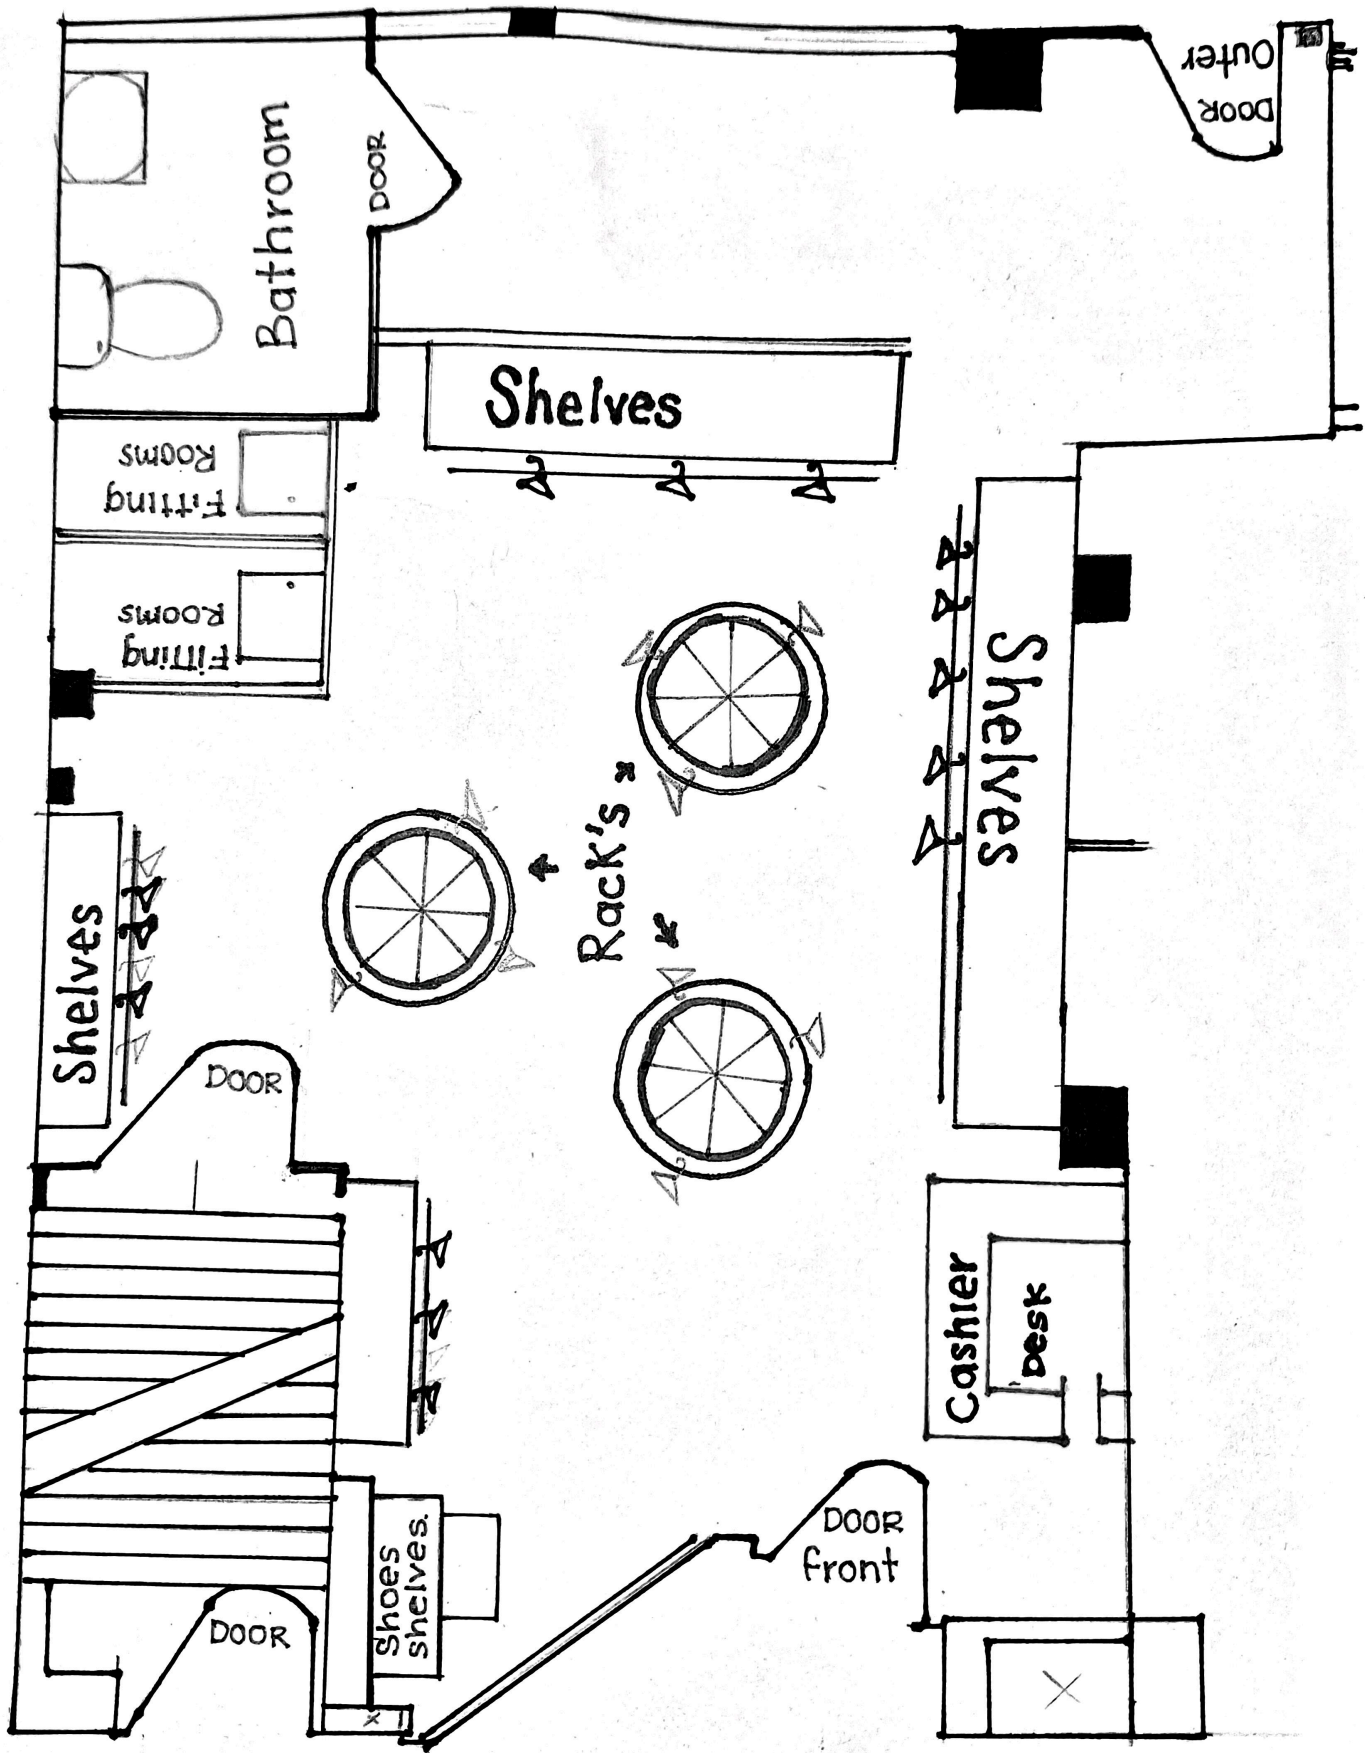 Outer
DOOR
Bathroom
DOOR
Shelves
Fitting
Rooms
Fitting
Rooms
Shelves
Rack's
Shelves
DOOR
Cashier
DESK
DOOR
front
Shoes
shelves.
DOOR
X
X